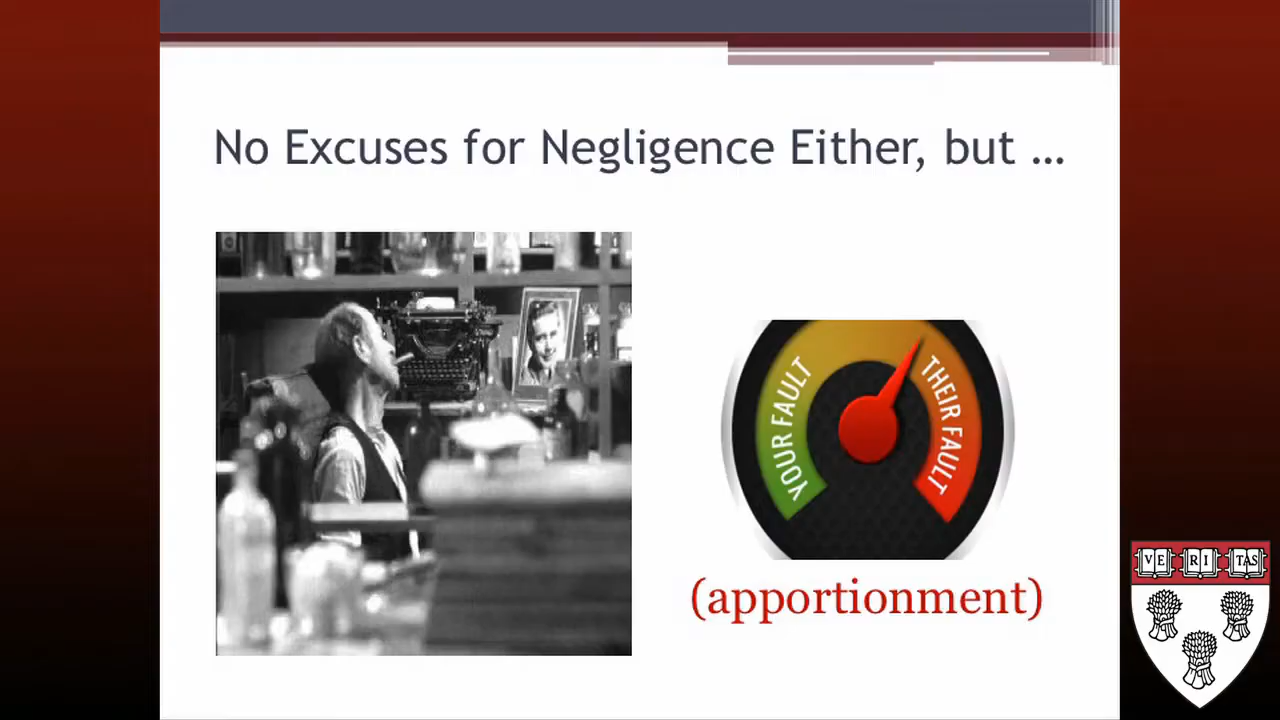 No Excuses for Negligence Either, but ...
YOUR FAULT
THEIR FAULT
(apportionment)
VE RI TAS